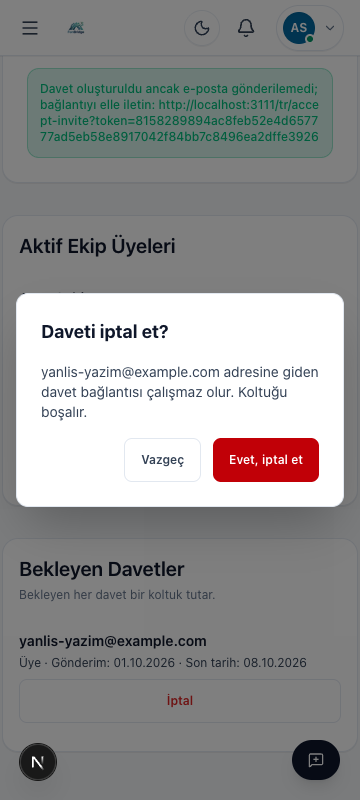 AS
Davet oluşturuldu ancak e-posta gönderilemedi;
bağlantıyı elle iletin: http://localhost:3111/tr/acce
pt-invite?token=8158289894ac8feb52e4d6577
77ad5eb58e8917042f84bb7c8496ea2dffe3926
Aktif Ekip Üyeleri
Daveti iptal et?
yanlis-yazim@example.com adresine giden
davet bağlantısı çalışmaz olur. Koltuğu
boşalır.
Vazgeç
Evet, iptal et
Bekleyen Davetler
Bekleyen her davet bir koltuk tutar.
yanlis-yazim@example.com
Üye · Gönderim: 01.10.2026 · Son tarih: 08.10.2026
İptal
N